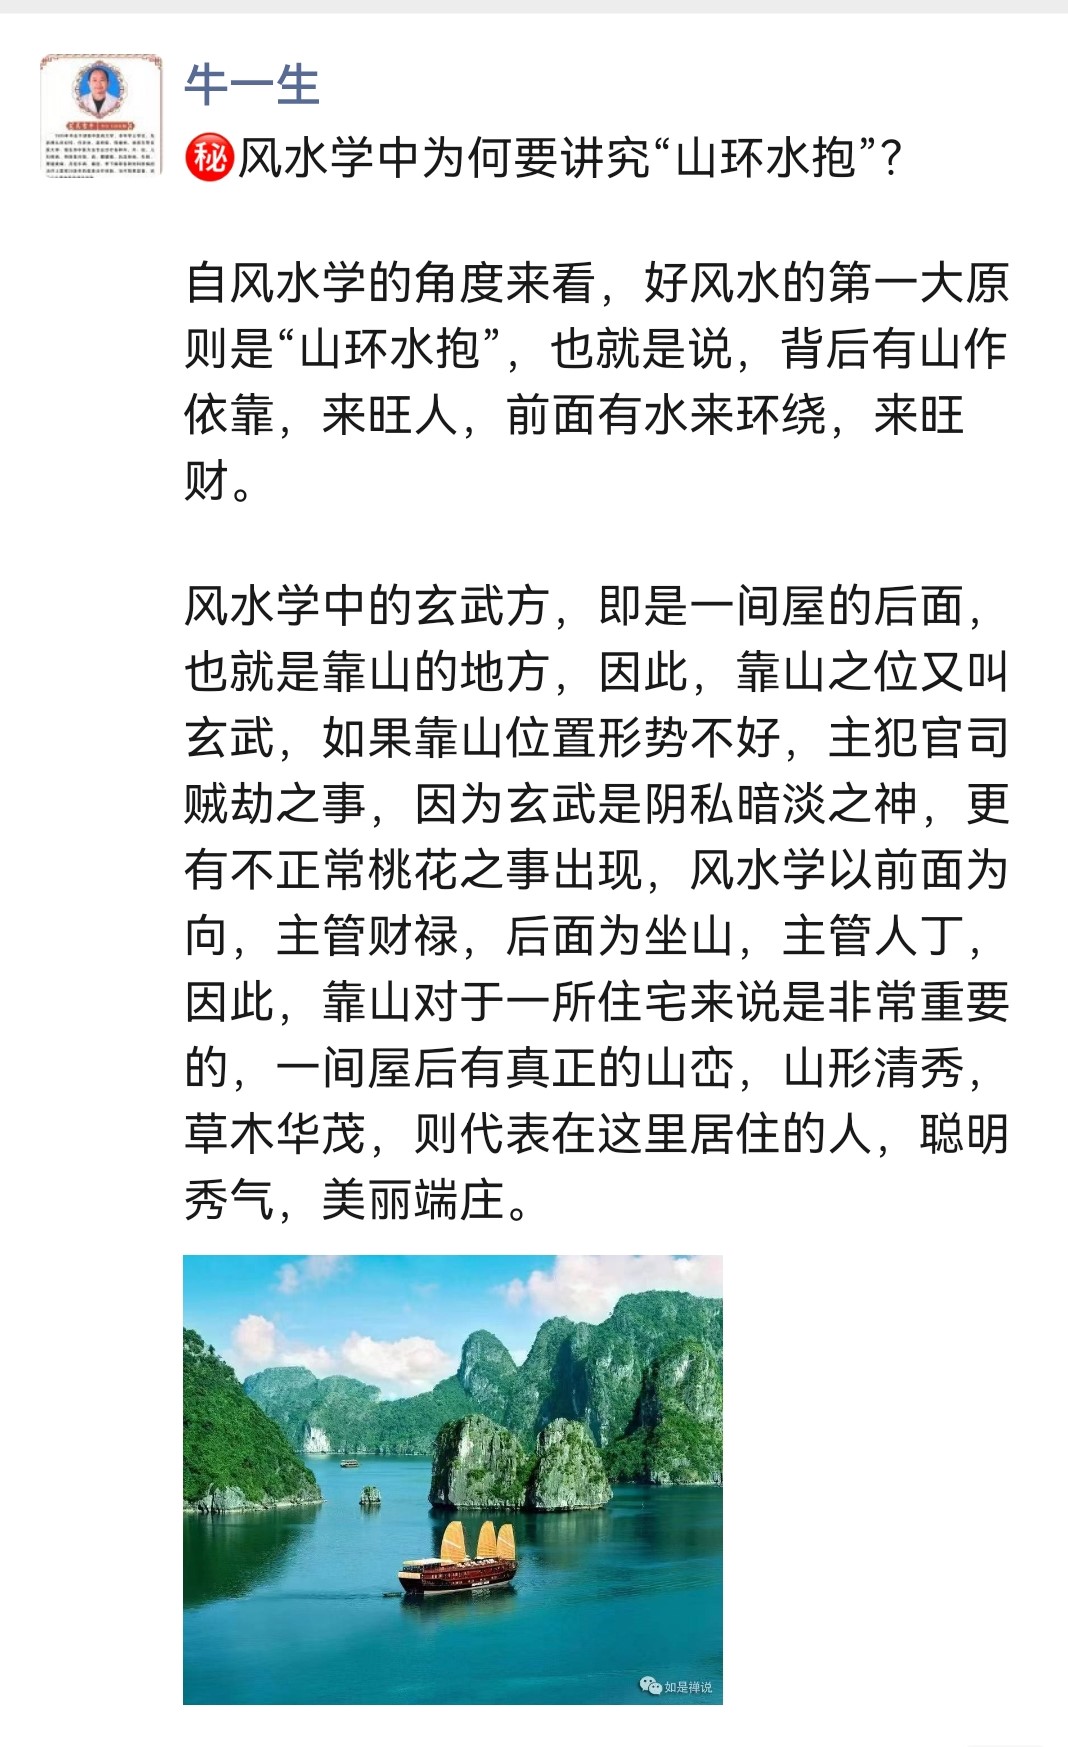 牛一生
㊙风水学中为何要讲究“山环水抱”？
自风水学的角度来看，好风水的第一大原
则是“山环水抱”，也就是说，背后有山作
依靠，来旺人，前面有水来环绕，来旺
财。
风水学中的玄武方，即是一间屋的后面，
也就是靠山的地方，因此，靠山之位又叫
玄武，如果靠山位置形势不好，主犯官司
贼劫之事，因为玄武是阴私暗淡之神，更
有不正常桃花之事出现，风水学以前面为
向，主管财禄，后面为坐山，主管人丁，
因此，靠山对于一所住宅来说是非常重要
的，一间屋后有真正的山峦，山形清秀，
草木华茂，则代表在这里居住的人，聪明
秀气，美丽端庄。
如是禅说